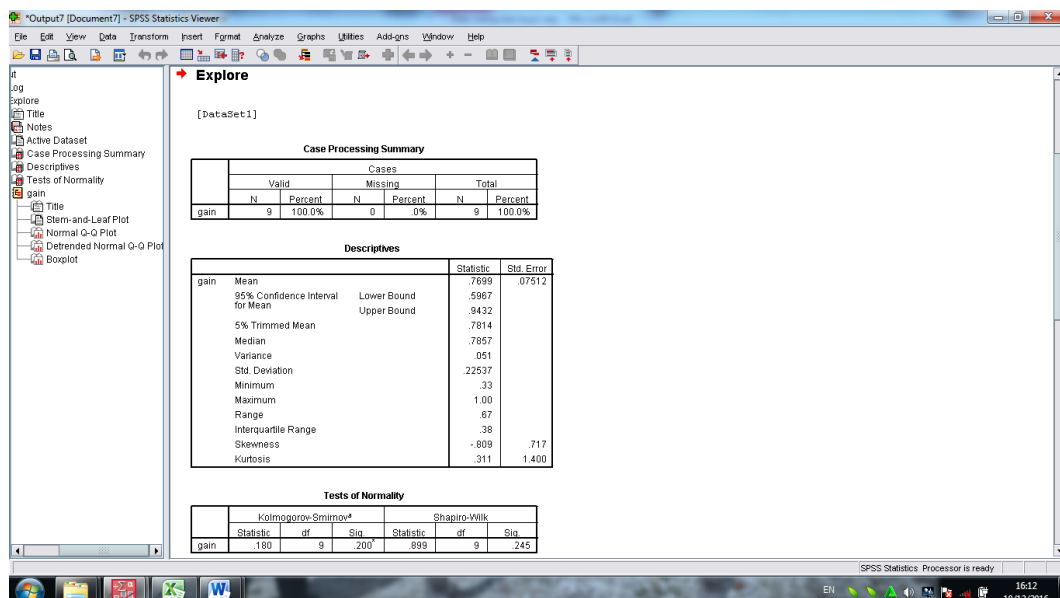 *Output7 [Document7] - SPSS Statistics Viewer
File Edit View Data Transform Insert Format Analyze Graphs Utilities Add-ons Window Help
Log
Explore
Title
Notes
Active Dataset
Case Processing Summary
Descriptives
Tests of Normality
gain
Title
Stem-and-Leaf Plot
Normal Q-Q Plot
Detrended Normal Q-Q Plot
Boxplot
Explore
[DataSet1]
Case Processing Summary
Cases
Valid Missing Total
N Percent N Percent N Percent
gain 9 100.0% 0 .0% 9 100.0%
Descriptives
Statistic Std. Error
gain Mean .7699 .07512
95% Confidence Interval for Mean Lower Bound .5967
Upper Bound .9432
5% Trimmed Mean .7814
Median .7857
Variance .051
Std. Deviation .22537
Minimum .33
Maximum 1.00
Range .67
Interquartile Range .38
Skewness -.809 .717
Kurtosis .311 1.400
Tests of Normality
Kolmogorov-Smirnov a Shapiro-Wilk
Statistic df Sig. Statistic df Sig.
gain .180 9 .200* .899 9 .245
SPSS Statistics Processor is ready
EN 16:12